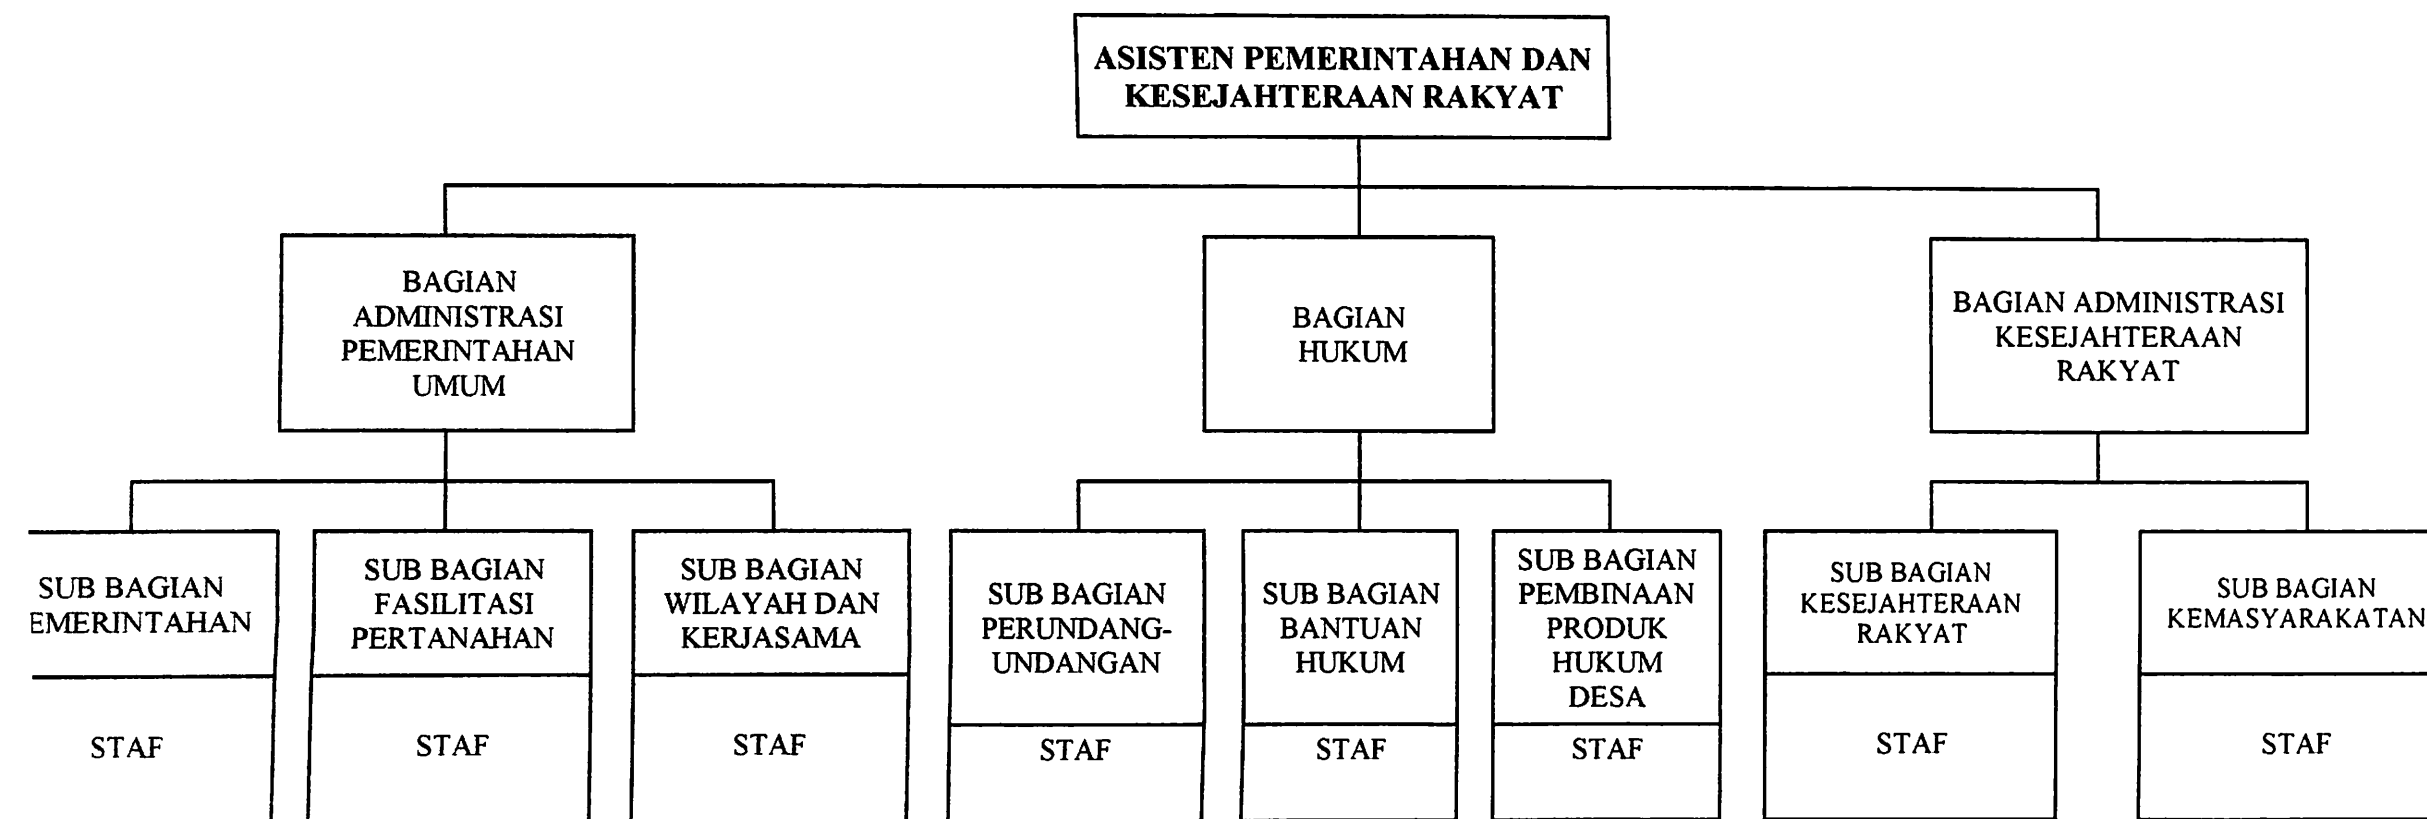 ASISTEN PEMERINTAHAN DAN
KESEJAHTERAAN RAKYAT
BAGIAN
ADMINISTRASI
PEMERINTAHAN
UMUM
BAGIAN
HUKUM
BAGIAN ADMINISTRASI
KESEJAHTERAAN
RAKYAT
SUB BAGIAN
EMERINTAHAN
STAF
SUB BAGIAN
FASILITASI
PERTANAHAN
STAF
SUB BAGIAN
WILAYAH DAN
KERJASAMA
STAF
SUB BAGIAN
PERUNDANG-
UNDANGAN
STAF
SUB BAGIAN
BANTUAN
HUKUM
STAF
SUB BAGIAN
PEMBINAAN
PRODUK
HUKUM
DESA
STAF
SUB BAGIAN
KESEJAHTERAAN
RAKYAT
STAF
SUB BAGIAN
KEMASYARAKATAN
STAF